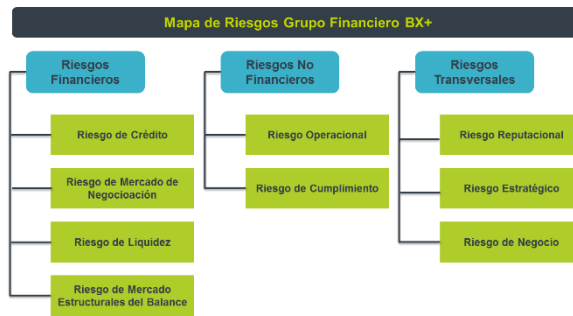 Mapa de Riesgos Grupo Financiero BX+
Riesgos
Financieros
Riesgo de Crédito
Riesgo de Mercado de
Negocioación
Riesgo de Liquidez
Riesgo de Mercado
Estructurales del Balance
Riesgos No
Financieros
Riesgo Operacional
Riesgo de Cumplimiento
Riesgos
Transversales
Riesgo Reputacional
Riesgo Estratégico
Riesgo de Negocio